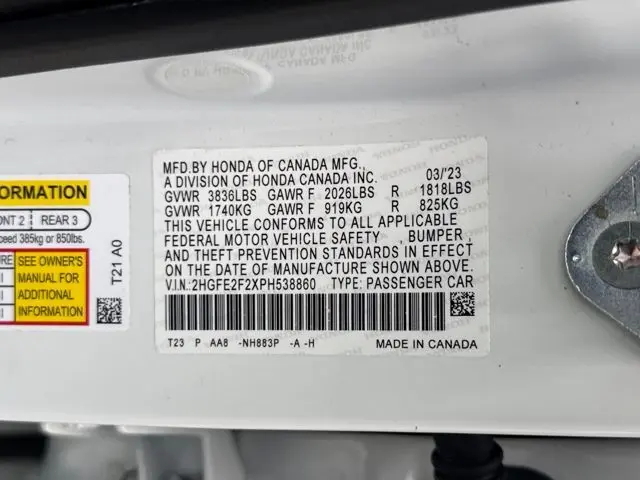 MFD.BY HONDA OF CANADA MFG.,
A DIVISION OF HONDA CANADA INC. 03/'23
GVWR 3836LBS GAWR F 2026LBS R 1818LBS
GVWR 1740KG GAWR F 919KG R 825KG
THIS VEHICLE CONFORMS TO ALL APPLICABLE
FEDERAL MOTOR VEHICLE SAFETY , BUMPER ,
AND THEFT PREVENTION STANDARDS IN EFFECT
ON THE DATE OF MANUFACTURE SHOWN ABOVE.
V.I.N.:2HGFE2F2XPH538860 TYPE: PASSENGER CAR
T23 P AA8 -NH883P -A -H MADE IN CANADA
ORMATION
ONT 2 REAR 3
ceed 385kg or 850lbs.
URE SEE OWNER'S
MANUAL FOR
ADDITIONAL
INFORMATION
T21 A0